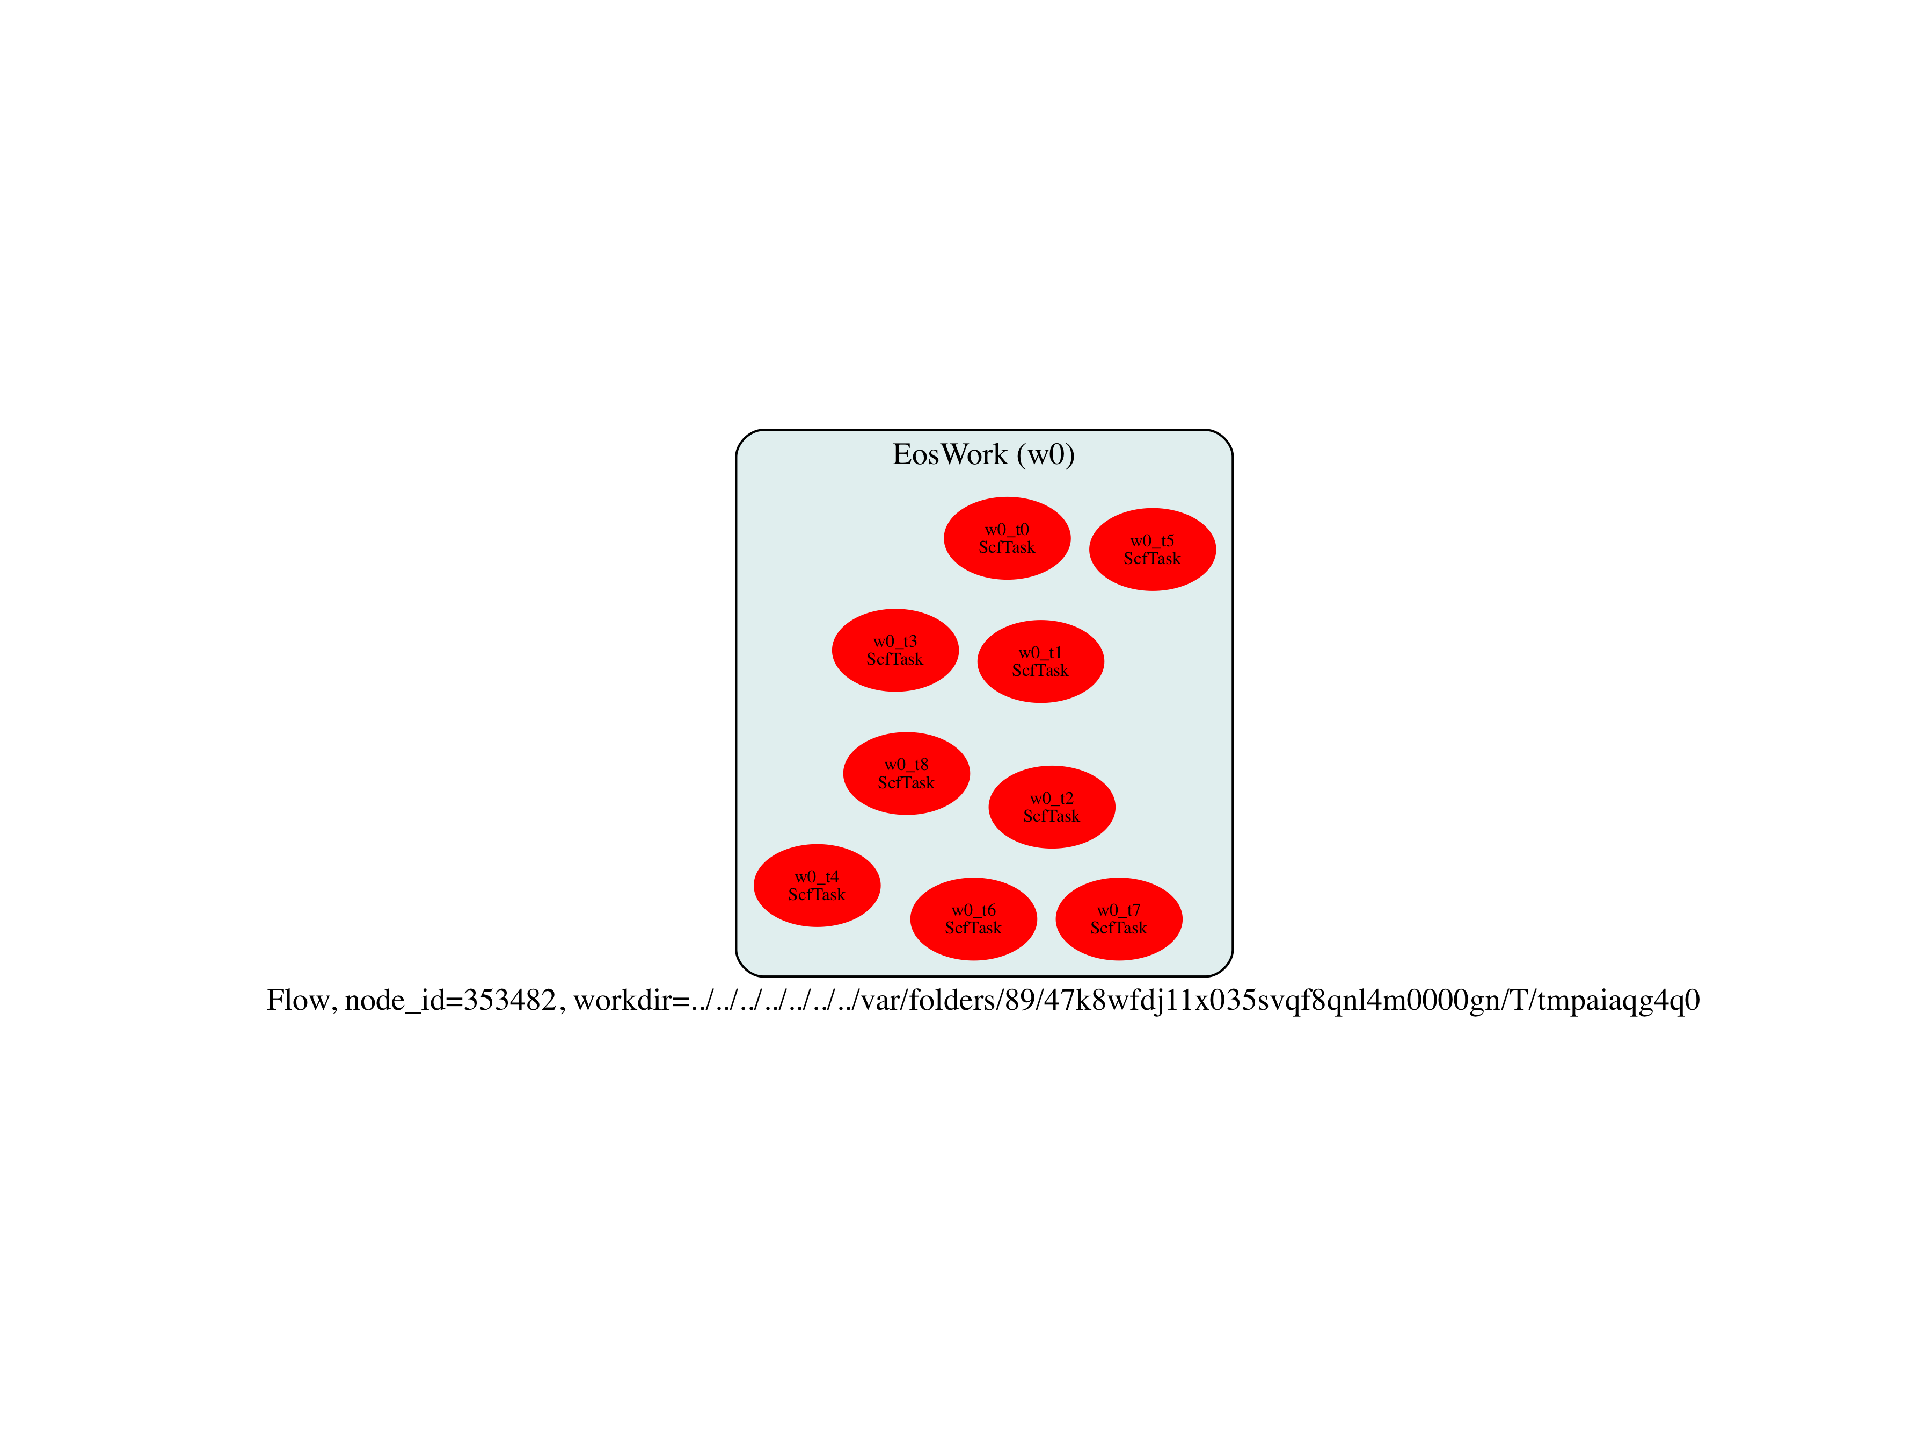 EosWork (w0)
w0_t0
ScfTask
w0_t5
ScfTask
w0_t3
ScfTask
w0_t1
ScfTask
w0_t8
ScfTask
w0_t2
ScfTask
w0_t4
ScfTask
w0_t6
ScfTask
w0_t7
ScfTask
Flow, node_id=353482, workdir=../../../../../../../var/folders/89/47k8wfdj11x035svqf8qnl4m0000gn/T/tmpaiaqg4q0